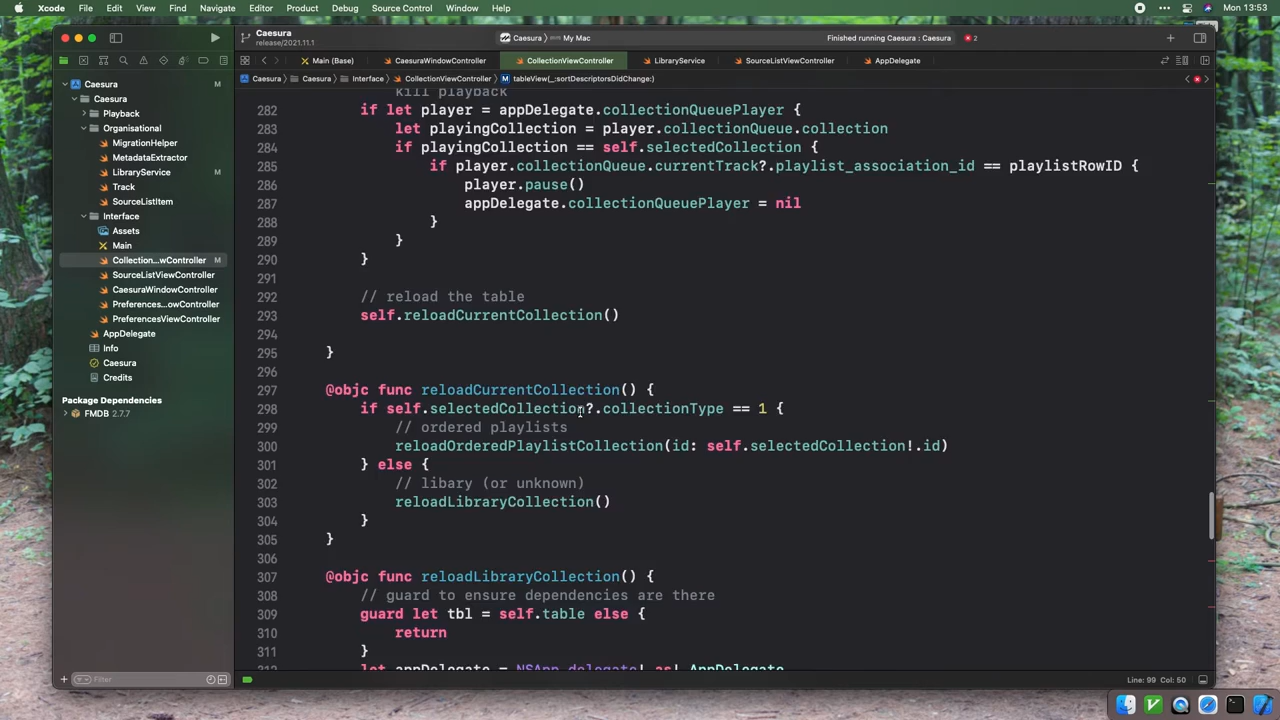 Xcode File Edit View Find Navigate Editor Product Debug Source Control Window Help Mon 13:53
Caesura
release/2021.11.1
Caesura My Mac
Finished running Caesura : Caesura
2
Main (Base) CaesuraWindowController CollectionViewController LibraryService SourceListViewController AppDelegate
Caesura Caesura Interface CollectionViewController M tableView(_:sortDescriptorsDidChange:)
Caesura M
Caesura
Playback
Organisational
MigrationHelper
MetadataExtractor
LibraryService M
Track
SourceListItem
Interface
Assets
Main
Collection...wController
SourceListViewController
CaesuraWindowController
Preferences...owController
PreferencesViewController
AppDelegate
Info
Caesura
Credits
Package Dependencies
FMDB 2.7.7
Filter
kill playback
282 if let player = appDelegate.collectionQueuePlayer {
283 let playingCollection = player.collectionQueue.collection
284 if playingCollection == self.selectedCollection {
285 if player.collectionQueue.currentTrack?.playlist_association_id == playlistRowID {
286 player.pause()
287 appDelegate.collectionQueuePlayer = nil
288 }
289 }
290 }
291
292 // reload the table
293 self.reloadCurrentCollection()
294
295 }
296
297 @objc func reloadCurrentCollection() {
298 if self.selectedCollection?.collectionType == 1 {
299 // ordered playlists
300 reloadOrderedPlaylistCollection(id: self.selectedCollection!.id)
301 } else {
302 // libary (or unknown)
303 reloadLibraryCollection()
304 }
305 }
306
307 @objc func reloadLibraryCollection() {
308 // guard to ensure dependencies are there
309 guard let tbl = self.table else {
310 return
311 }
312 let appDelegate = NSApp.delegate! as! AppDelegate
Line: 99 Col: 50